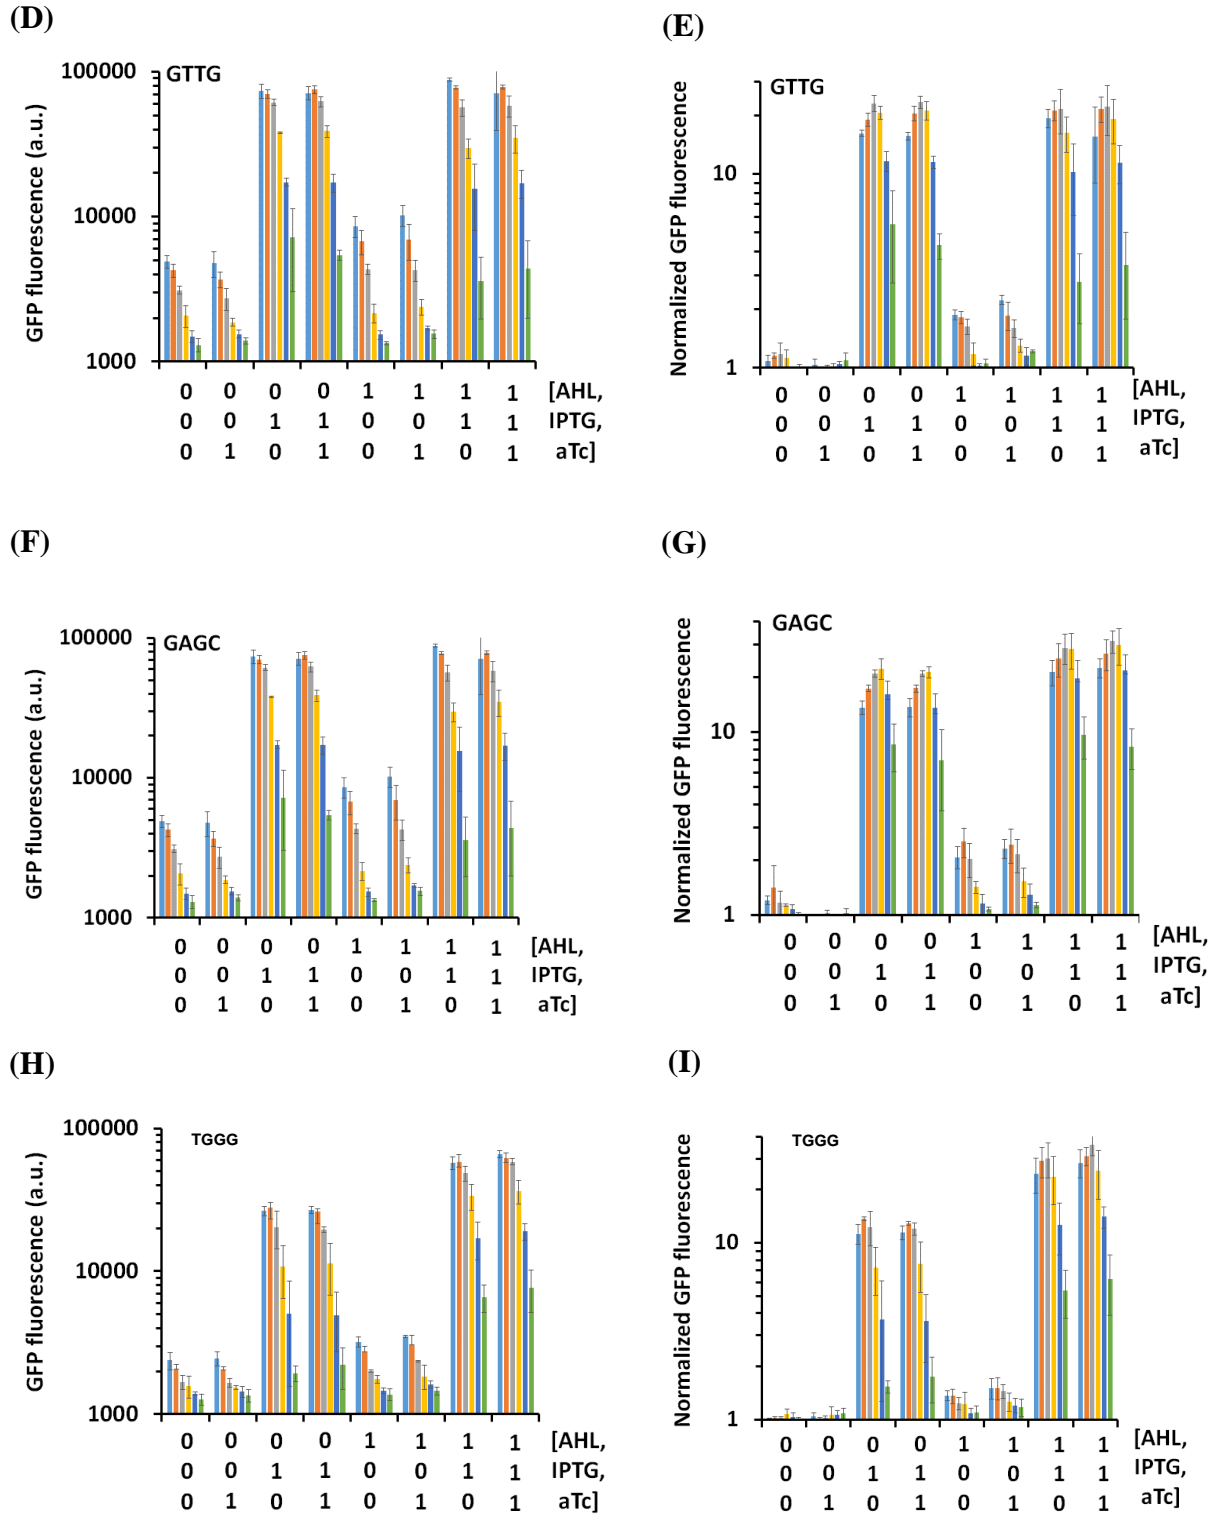 (D)
GTTG
GFP fluorescence (a.u.)
100000
10000
1000
0 0 0 0 1 1 1 1 [AHL,
0 0 1 1 0 0 1 1 IPTG,
0 1 0 1 0 1 0 1 aTc]
(E)
GTTG
Normalized GFP fluorescence
10
1
0 0 0 0 1 1 1 1 [AHL,
0 0 1 1 0 0 1 1 IPTG,
0 1 0 1 0 1 0 1 aTc]
(F)
GAGC
GFP fluorescence (a.u.)
100000
10000
1000
0 0 0 0 1 1 1 1 [AHL,
0 0 1 1 0 0 1 1 IPTG,
0 1 0 1 0 1 0 1 aTc]
(G)
GAGC
Normalized GFP fluorescence
10
1
0 0 0 0 1 1 1 1 [AHL,
0 0 1 1 0 0 1 1 IPTG,
0 1 0 1 0 1 0 1 aTc]
(H)
TGGG
GFP fluorescence (a.u.)
100000
10000
1000
0 0 0 0 1 1 1 1 [AHL,
0 0 1 1 0 0 1 1 IPTG,
0 1 0 1 0 1 0 1 aTc]
(I)
TGGG
Normalized GFP fluorescence
10
1
0 0 0 0 1 1 1 1 [AHL,
0 0 1 1 0 0 1 1 IPTG,
0 1 0 1 0 1 0 1 aTc]